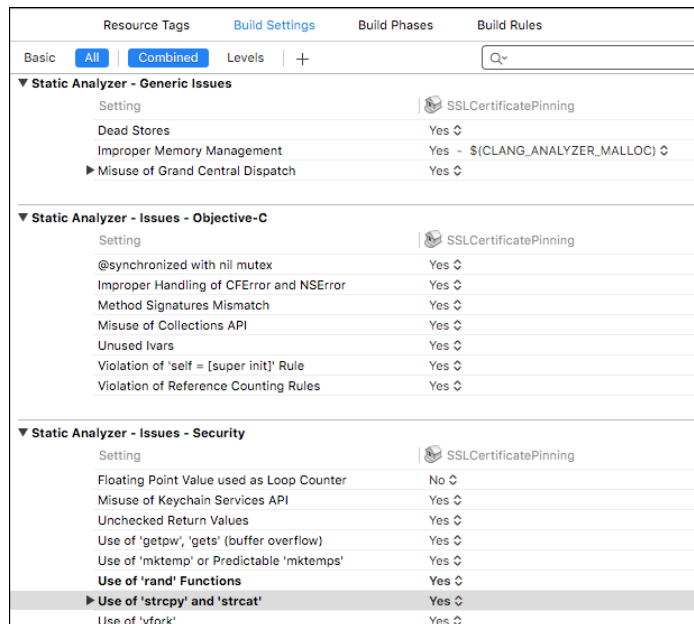 Resource Tags Build Settings Build Phases Build Rules
Basic All Combined Levels +
Static Analyzer - Generic Issues
Setting SSLCertificatePinning
Dead Stores Yes
Improper Memory Management Yes - $(CLANG_ANALYZER_MALLOC)
Misuse of Grand Central Dispatch Yes
Static Analyzer - Issues - Objective-C
Setting SSLCertificatePinning
@synchronized with nil mutex Yes
Improper Handling of CFError and NSError Yes
Method Signatures Mismatch Yes
Misuse of Collections API Yes
Unused Ivars Yes
Violation of 'self = [super init]' Rule Yes
Violation of Reference Counting Rules Yes
Static Analyzer - Issues - Security
Setting SSLCertificatePinning
Floating Point Value used as Loop Counter No
Misuse of Keychain Services API Yes
Unchecked Return Values Yes
Use of 'getpw', 'gets' (buffer overflow) Yes
Use of 'mktemp' or Predictable 'mktemps' Yes
Use of 'rand' Functions Yes
Use of 'strcpy' and 'strcat' Yes
Use of 'vfork' Yes